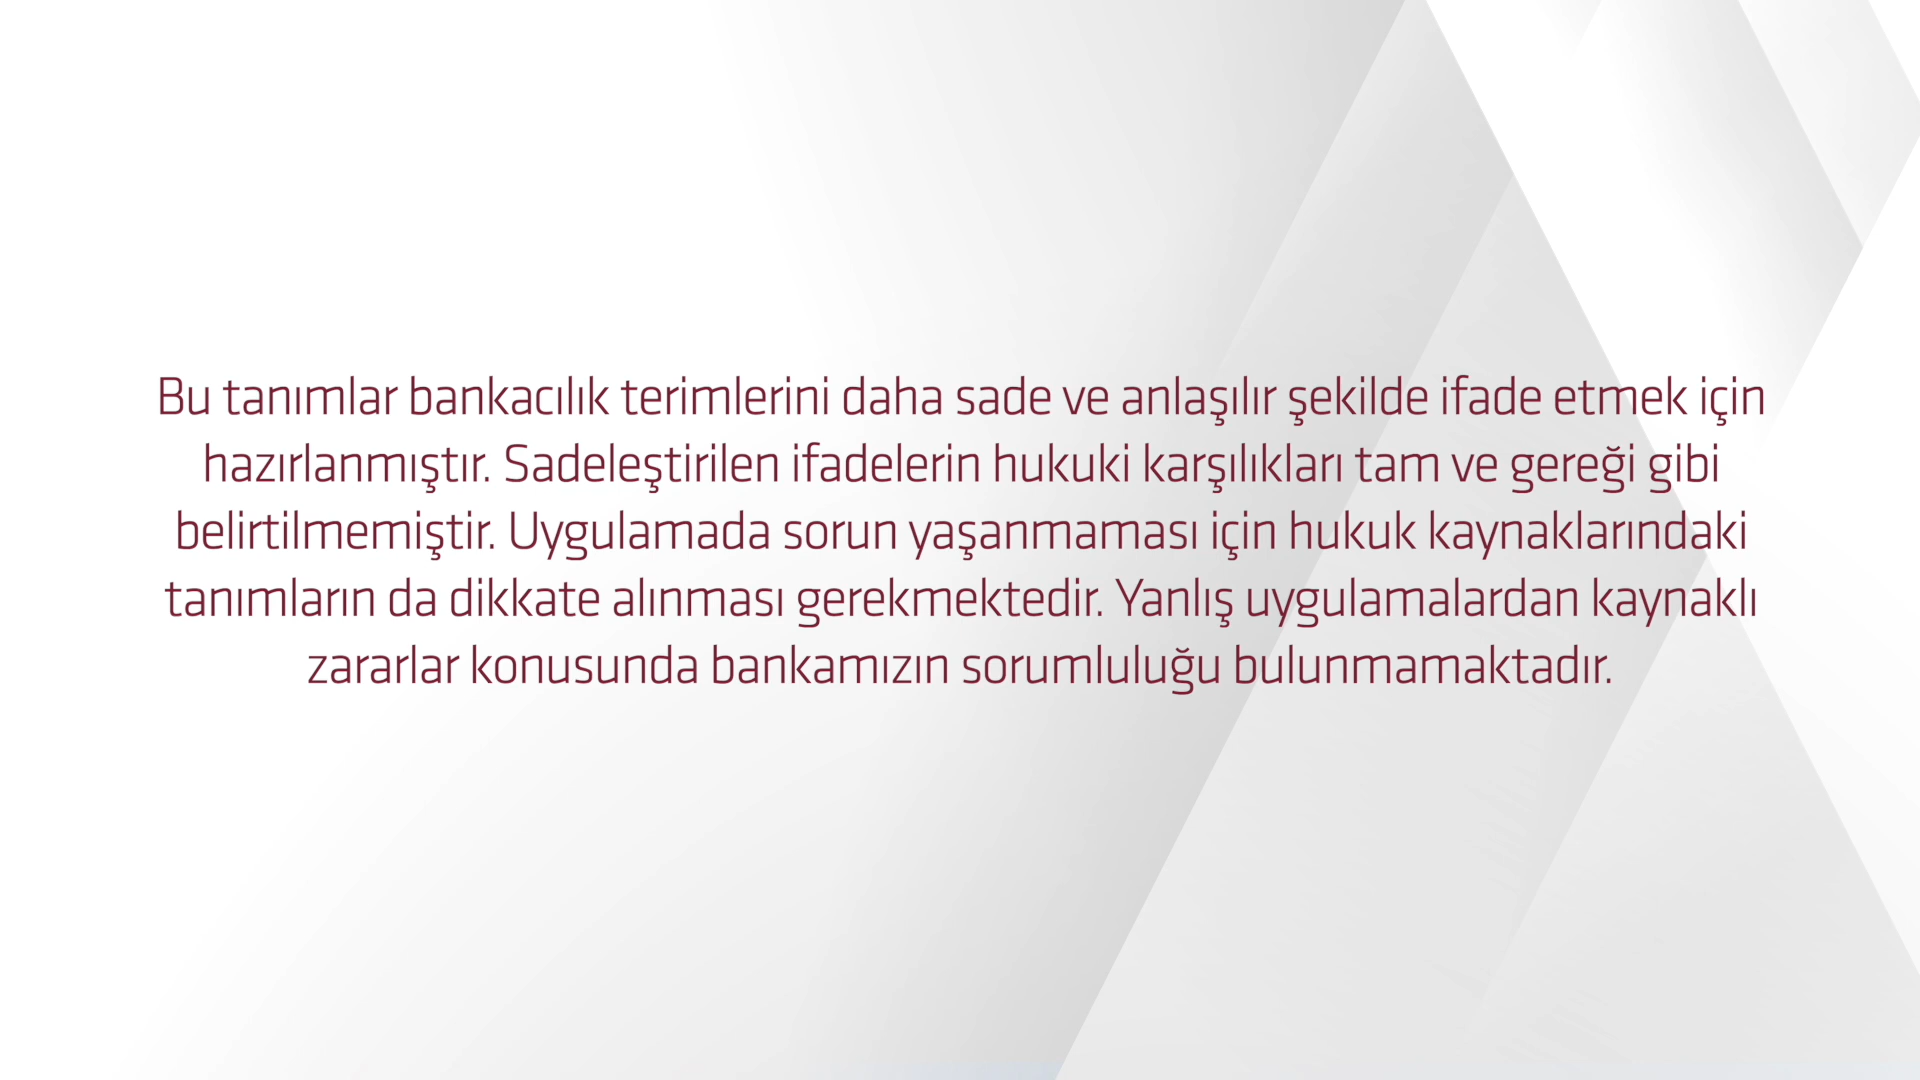 Bu tanımlar bankacılık terimlerini daha sade ve anlaşılır şekilde ifade etmek için
hazırlanmıştır. Sadeleştirilen ifadelerin hukuki karşılıkları tam ve gereği gibi
belirtilmemiştir. Uygulamada sorun yaşanmaması için hukuk kaynaklarındaki
tanımların da dikkate alınması gerekmektedir. Yanlış uygulamalardan kaynaklı
zararlar konusunda bankamızın sorumluluğu bulunmamaktadır.